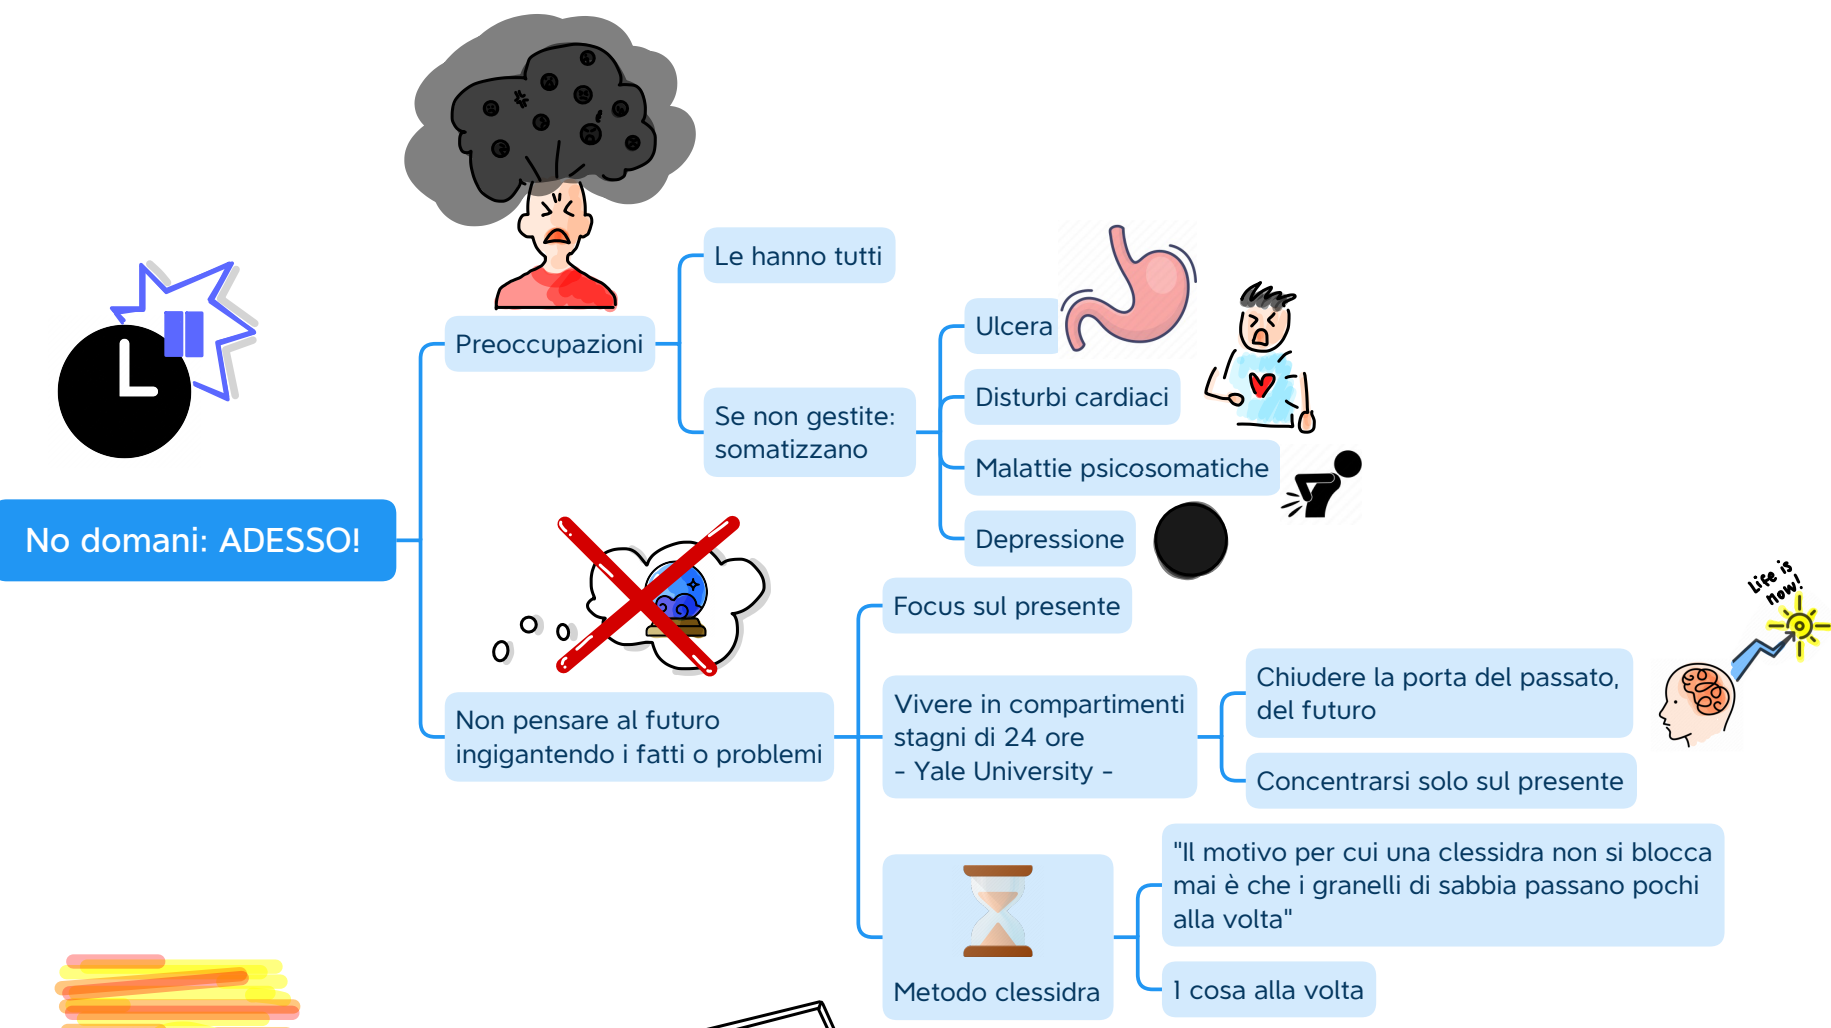 No domani: ADESSO!
Preoccupazioni
Le hanno tutti
Se non gestite:
somatizzano
Ulcera
Disturbi cardiaci
Malattie psicosomatiche
Depressione
Non pensare al futuro
ingigantendo i fatti o problemi
Focus sul presente
Vivere in compartimenti
stagni di 24 ore
- Yale University -
Chiudere la porta del passato,
del futuro
Concentrarsi solo sul presente
Life is
now!
Metodo clessidra
"Il motivo per cui una clessidra non si blocca
mai è che i granelli di sabbia passano pochi
alla volta"
1 cosa alla volta